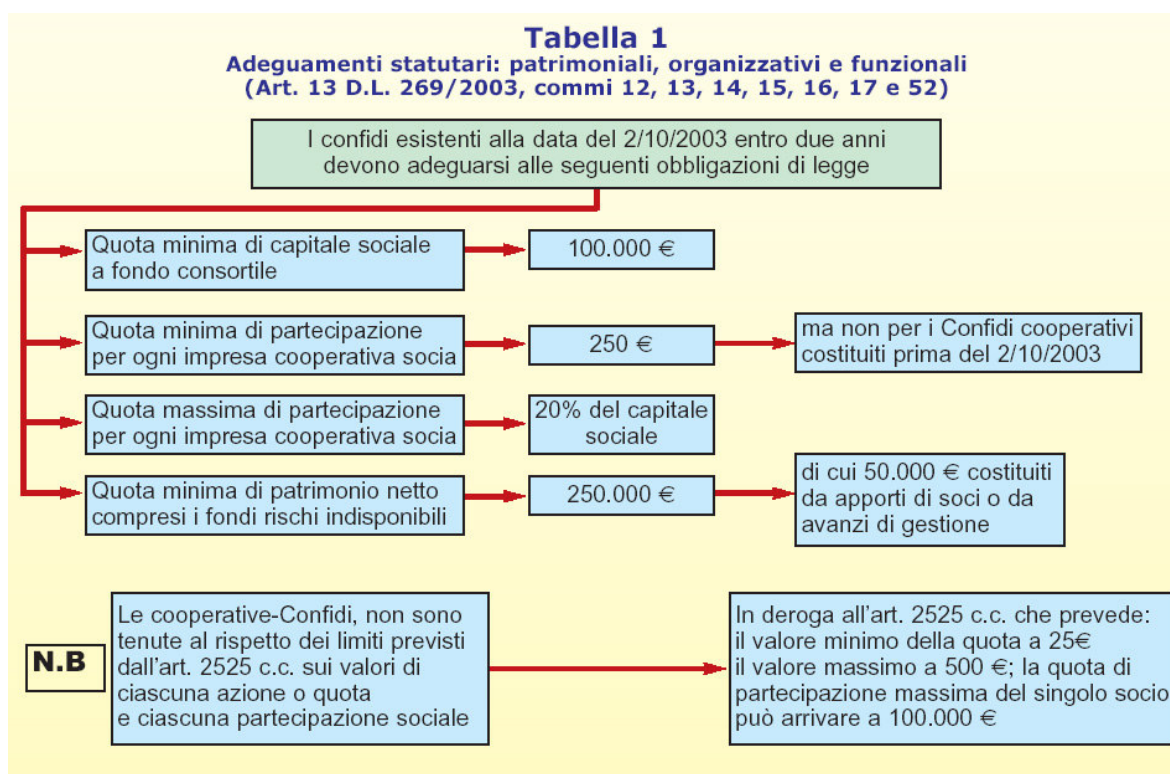 Tabella 1
Adeguamenti statutari: patrimoniali, organizzativi e funzionali
(Art. 13 D.L. 269/2003, commi 12, 13, 14, 15, 16, 17 e 52)
I confidi esistenti alla data del 2/10/2003 entro due anni
devono adeguarsi alle seguenti obbligazioni di legge
Quota minima di capitale sociale
a fondo consortile
100.000 €
Quota minima di partecipazione
per ogni impresa cooperativa socia
250 €
ma non per i Confidi cooperativi
costituiti prima del 2/10/2003
Quota massima di partecipazione
per ogni impresa cooperativa socia
20% del capitale
sociale
Quota minima di patrimonio netto
compresi i fondi rischi indisponibili
250.000 €
di cui 50.000 € costituiti
da apporti di soci o da
avanzi di gestione
N.B
Le cooperative-Confidi, non sono
tenute al rispetto dei limiti previsti
dall'art. 2525 c.c. sui valori di
ciascuna azione o quota
e ciascuna partecipazione sociale
In deroga all'art. 2525 c.c. che prevede:
il valore minimo della quota a 25€
il valore massimo a 500 €; la quota di
partecipazione massima del singolo socio
può arrivare a 100.000 €